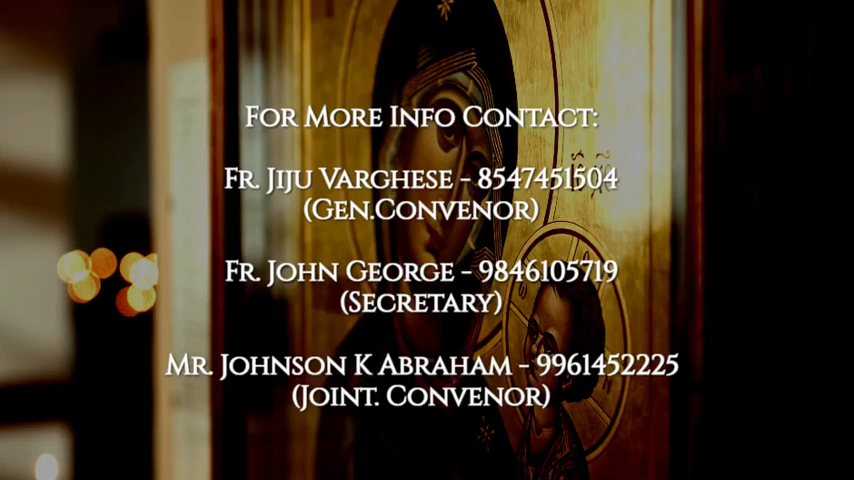 For More Info Contact:
Fr. Jiju Varghese - 8547451504
(Gen.Convenor)
Fr. John George - 9846105719
(Secretary)
Mr. Johnson K Abraham - 9961452225
(Joint. Convenor)